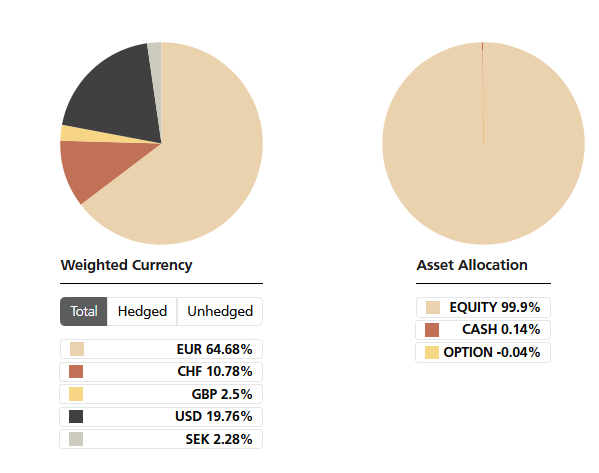 Weighted Currency
Total Hedged Unhedged
EUR 64.68%
CHF 10.78%
GBP 2.5%
USD 19.76%
SEK 2.28%
Asset Allocation
EQUITY 99.9%
CASH 0.14%
OPTION -0.04%